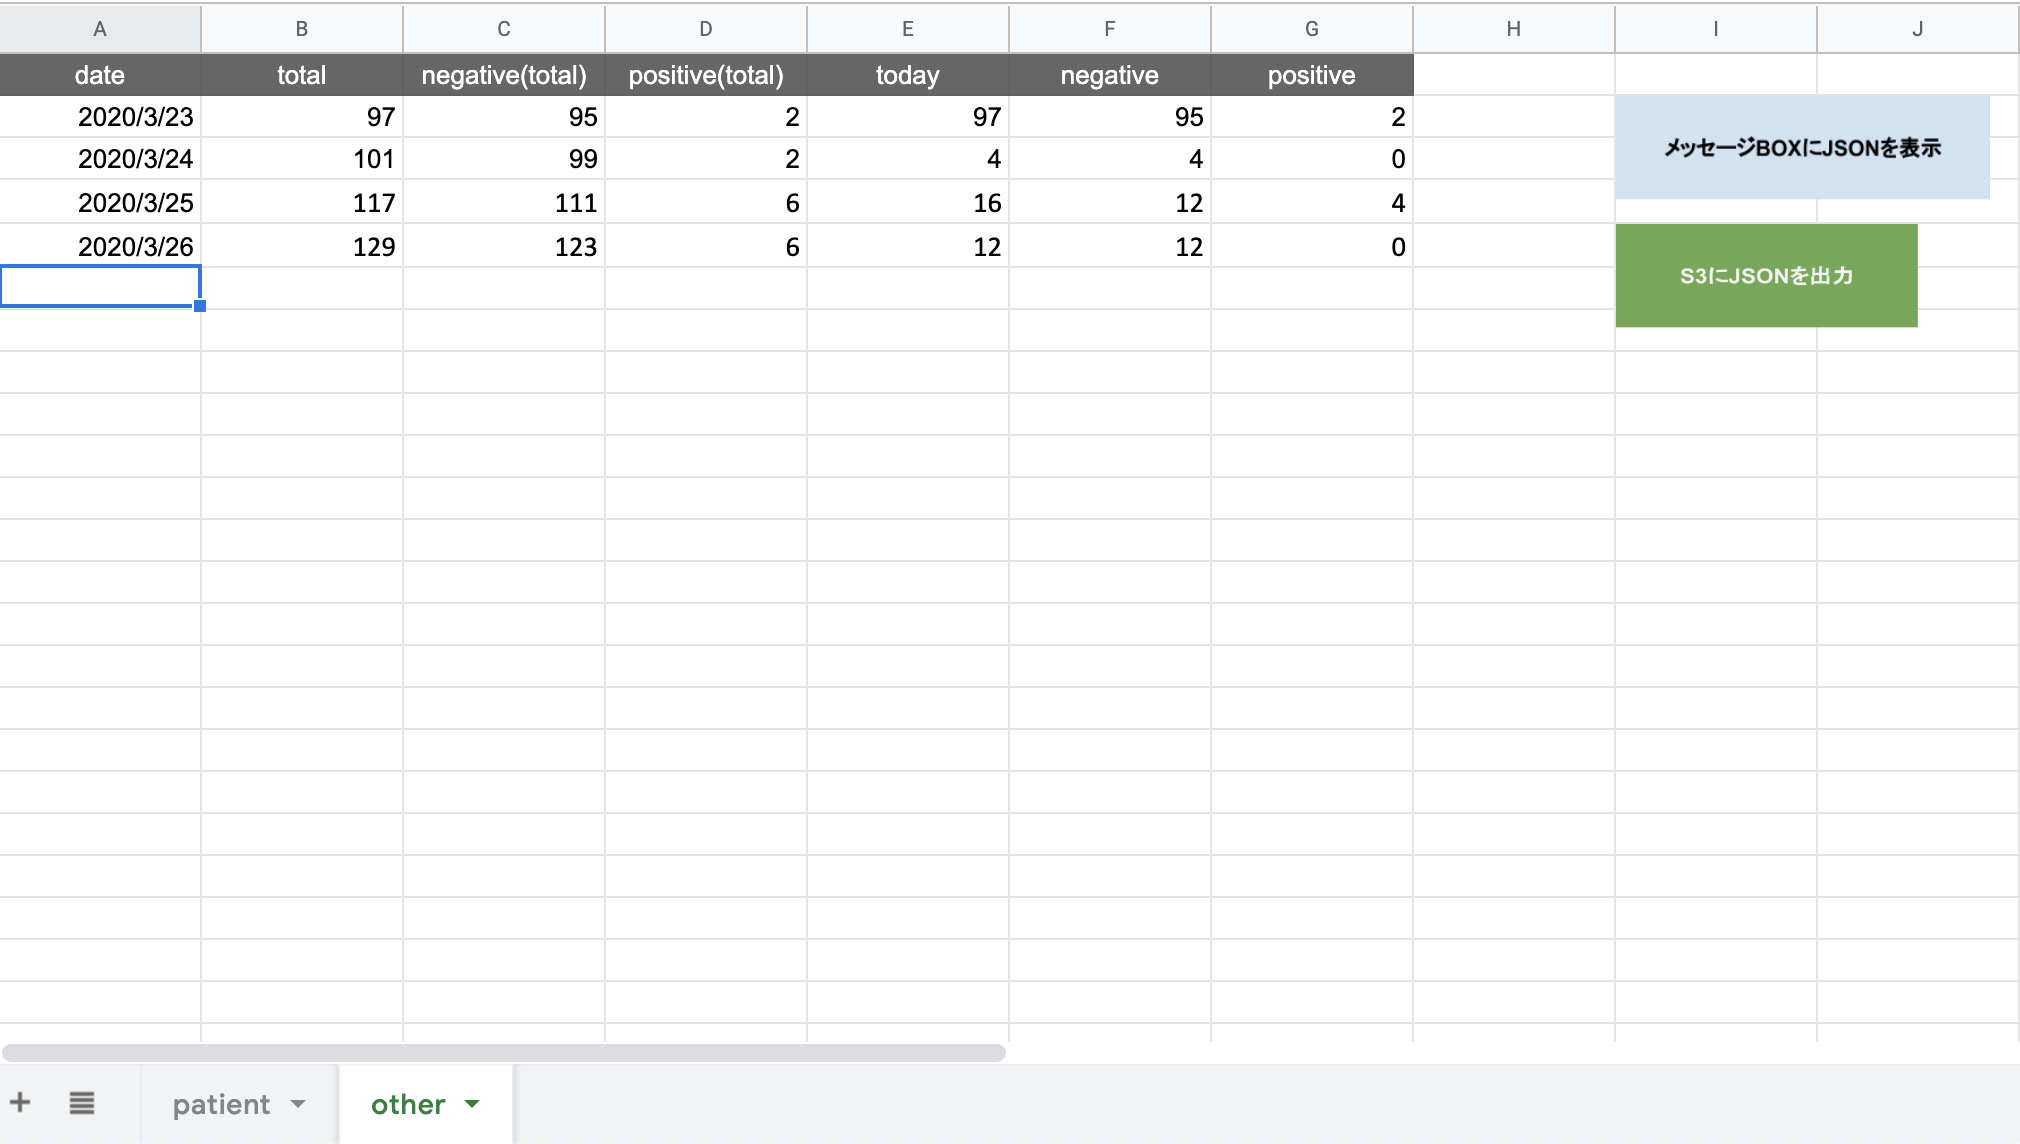 A B C D E F G H I J
date total negative(total) positive(total) today negative positive
2020/3/23 97 95 2 97 95 2
2020/3/24 101 99 2 4 4 0
2020/3/25 117 111 6 16 12 4
2020/3/26 129 123 6 12 12 0
メッセージBOXにJSONを表示
S3にJSONを出力
patient other